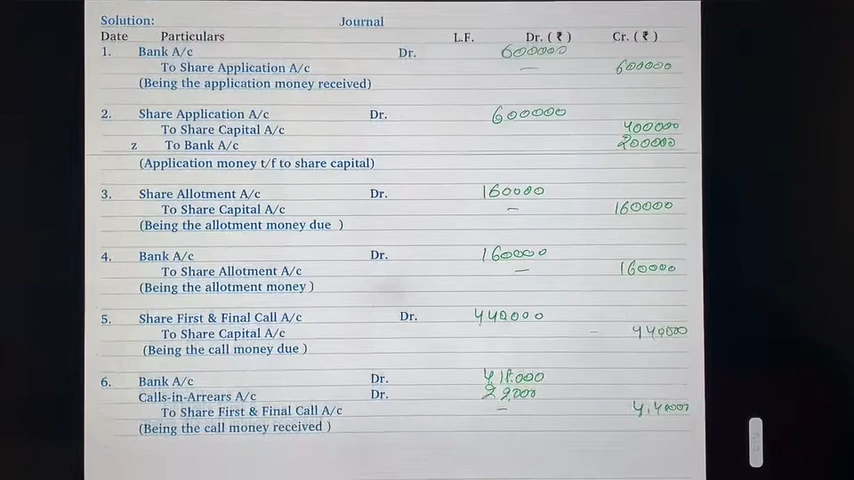 Solution: Journal
Date Particulars L.F. Dr. ( ₹ ) Cr. ( ₹ )
1. Bank A/c Dr. 600000
To Share Application A/c — 600000
(Being the application money received)
2. Share Application A/c Dr. 600000
To Share Capital A/c 400000
z To Bank A/c 200000
(Application money t/f to share capital)
3. Share Allotment A/c Dr. 160000
To Share Capital A/c — 160000
(Being the allotment money due )
4. Bank A/c Dr. 160000
To Share Allotment A/c — 160000
(Being the allotment money )
5. Share First & Final Call A/c Dr. 440000
To Share Capital A/c – 440000
(Being the call money due )
6. Bank A/c Dr. 418000
Calls-in-Arrears A/c Dr.
To Share First & Final Call A/c — 4,40000
(Being the call money received )